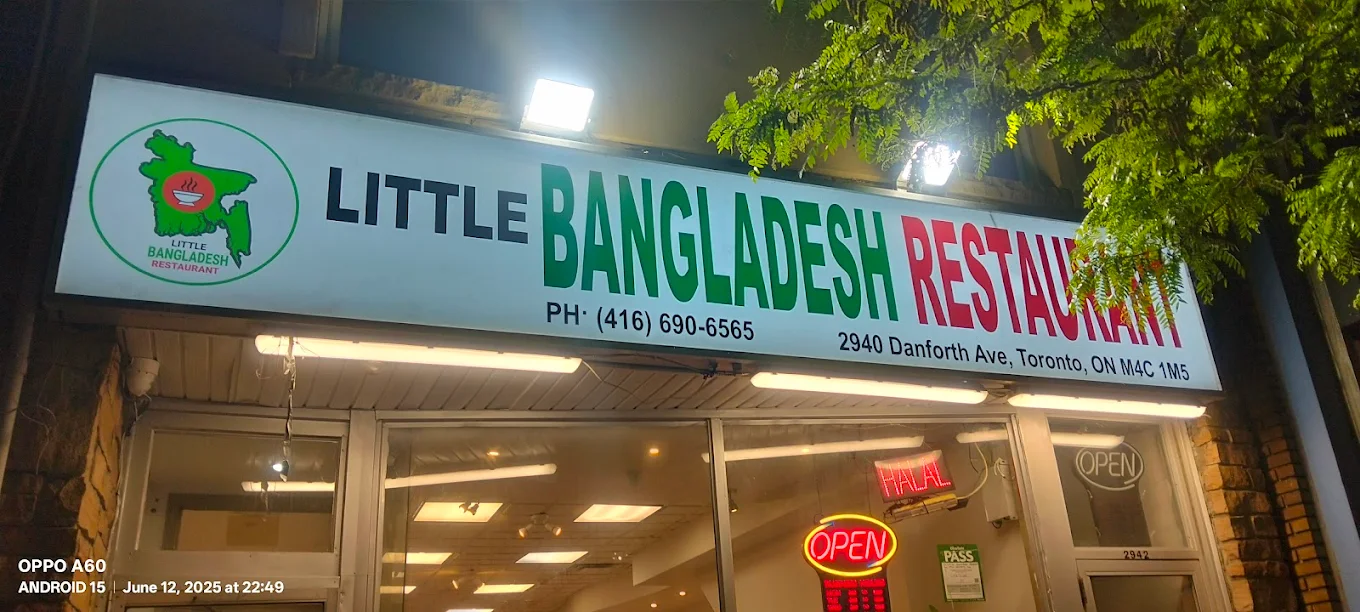 LITTLE BANGLADESH RESTAURANT
PH· (416) 690-6565
2940 Danforth Ave, Toronto, ON M4C 1M5
LITTLE
BANGLADESH
RESTAURANT
HALAL
OPEN
OPEN
PASS
2942
OPPO A60
ANDROID 15 | June 12, 2025 at 22:49